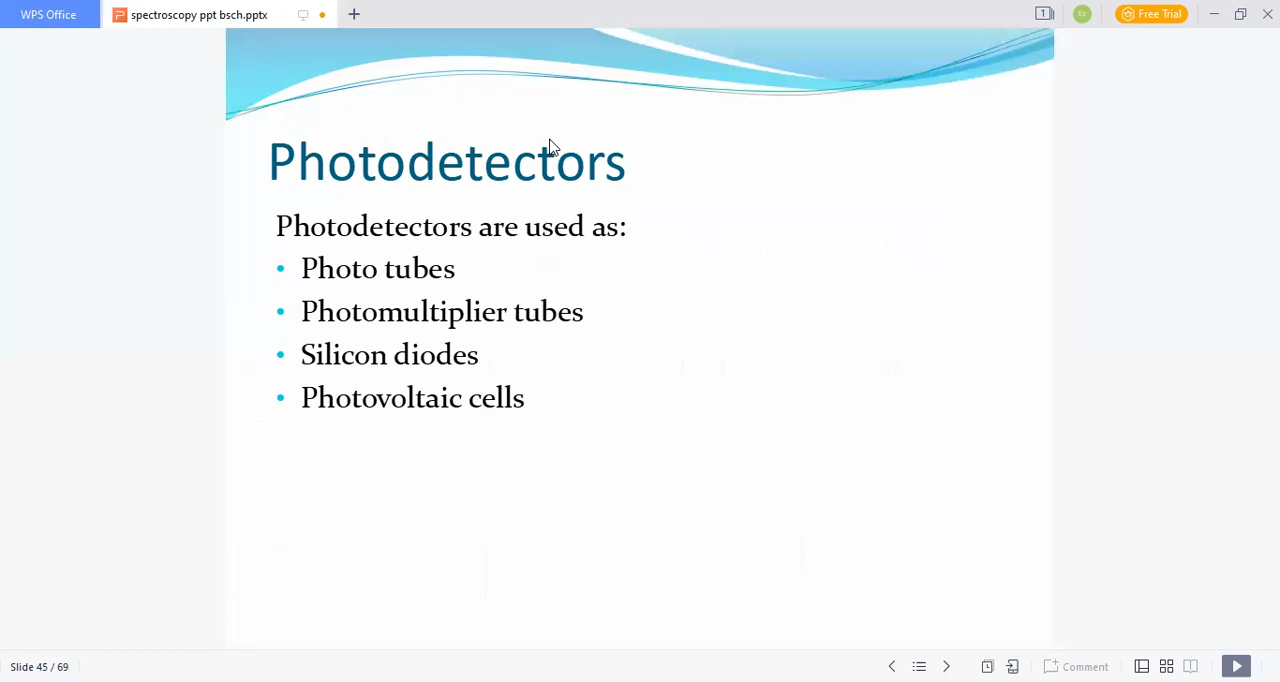 WPS Office
spectroscopy ppt bsch.pptx
1
Free Trial
Photodetectors
Photodetectors are used as:
• Photo tubes
• Photomultiplier tubes
• Silicon diodes
• Photovoltaic cells
Slide 45 / 69
Comment